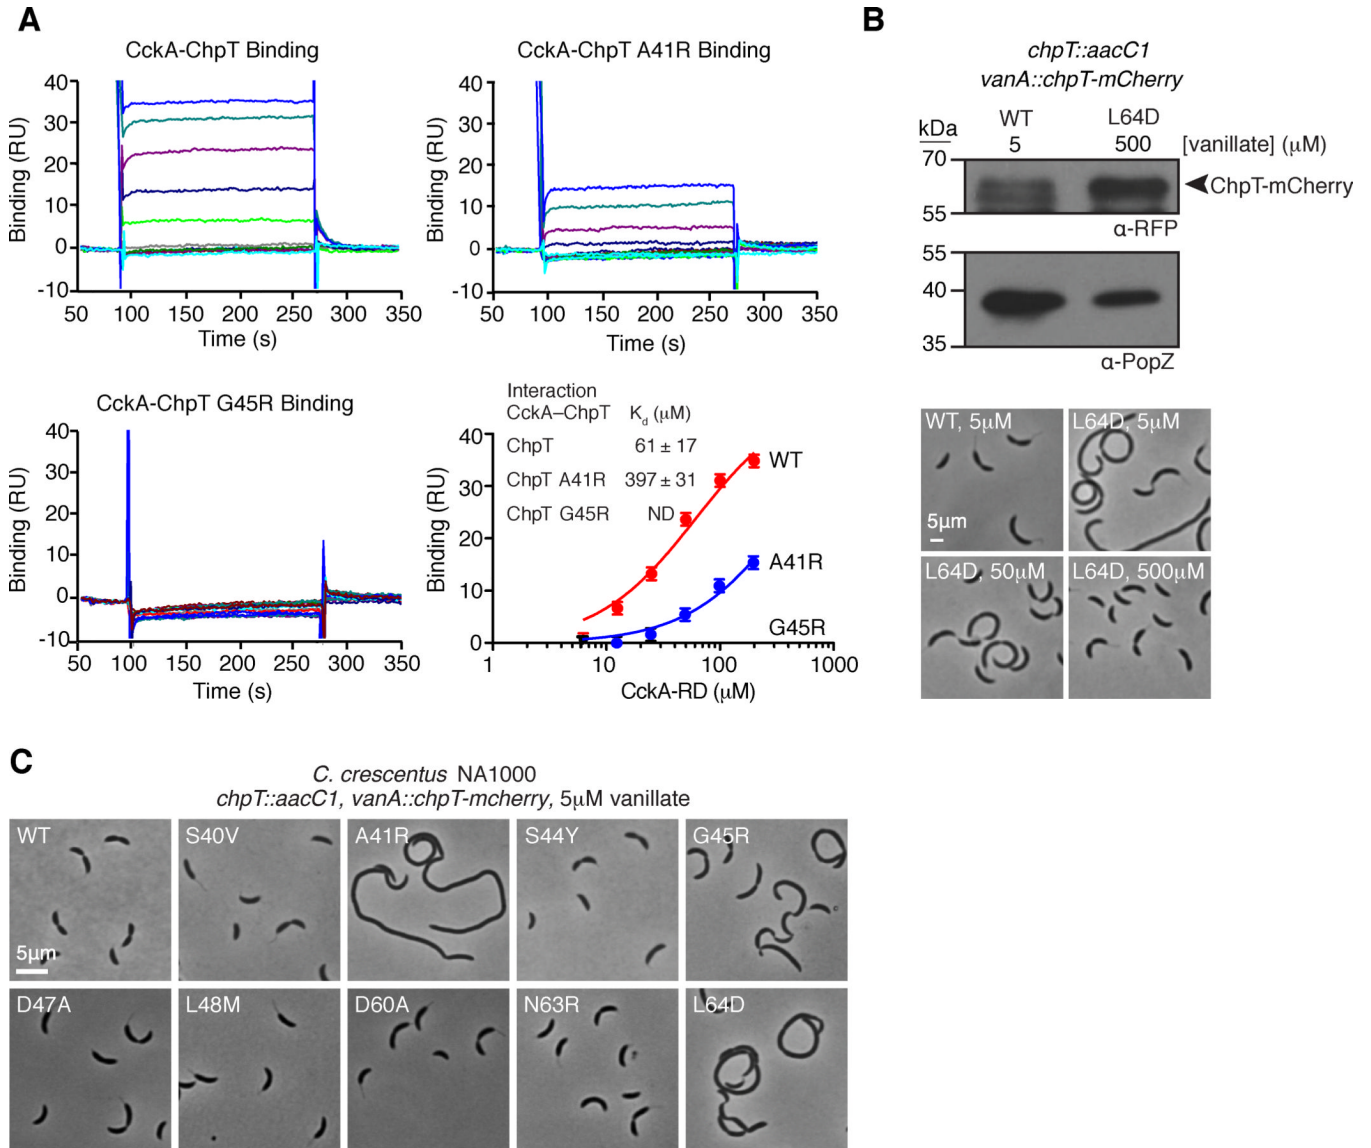 A
CckA-ChpT Binding
Binding (RU)
40
30
20
10
0
-10
50 100 150 200 250 300 350
Time (s)
CckA-ChpT A41R Binding
Binding (RU)
40
30
20
10
0
-10
50 100 150 200 250 300 350
Time (s)
CckA-ChpT G45R Binding
Binding (RU)
40
30
20
10
0
-10
50 100 150 200 250 300 350
Time (s)
Interaction
CckA–ChpT Kd (μM)
ChpT 61 ± 17
ChpT A41R 397 ± 31
ChpT G45R ND
Binding (RU)
40
30
20
10
0
WT
A41R
G45R
1 10 100 1000
CckA-RD (μM)
B
chpT::aacC1
vanA::chpT-mCherry
WT L64D
kDa 5 500 [vanillate] (μM)
70
ChpT-mCherry
55
α-RFP
55
40
35
α-PopZ
WT, 5μM L64D, 5μM
5μm
L64D, 50μM L64D, 500μM
C
C. crescentus NA1000
chpT::aacC1, vanA::chpT-mcherry, 5μM vanillate
WT S40V A41R S44Y G45R
5μm
D47A L48M D60A N63R L64D